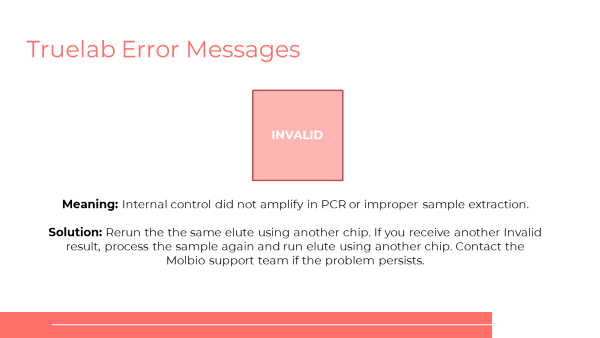 Truelab Error Messages
INVALID
Meaning: Internal control did not amplify in PCR or improper sample extraction.
Solution: Rerun the the same elute using another chip. If you receive another Invalid
result, process the sample again and run elute using another chip. Contact the
Molbio support team if the problem persists.